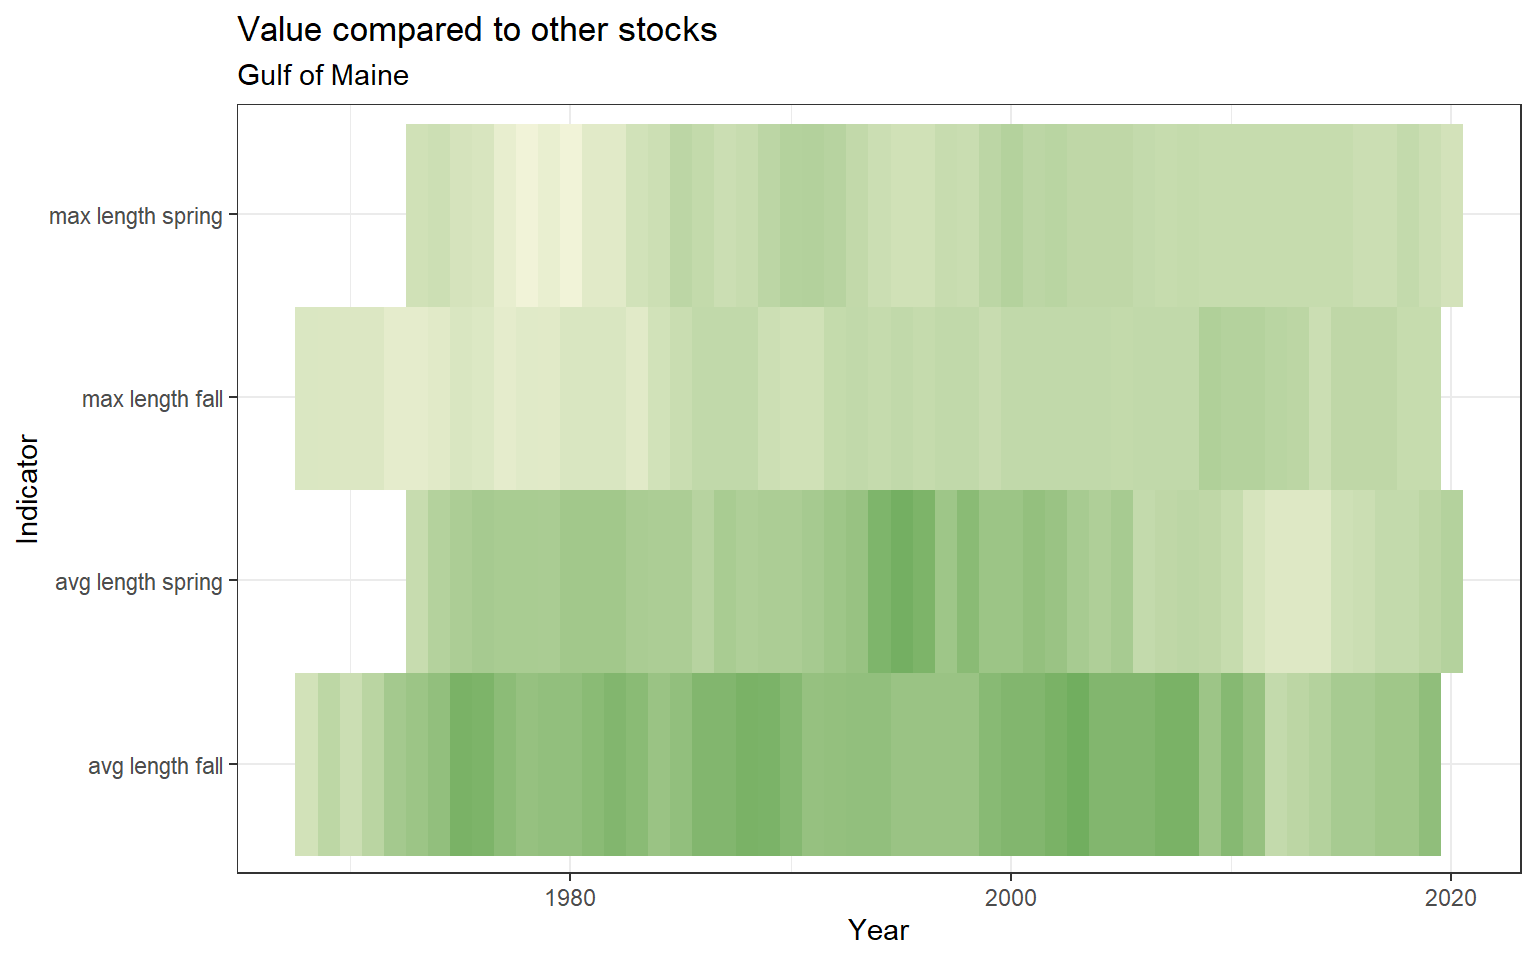 Value compared to other stocks
Gulf of Maine
max length spring
max length fall
avg length spring
avg length fall
Indicator
1980
2000
2020
Year